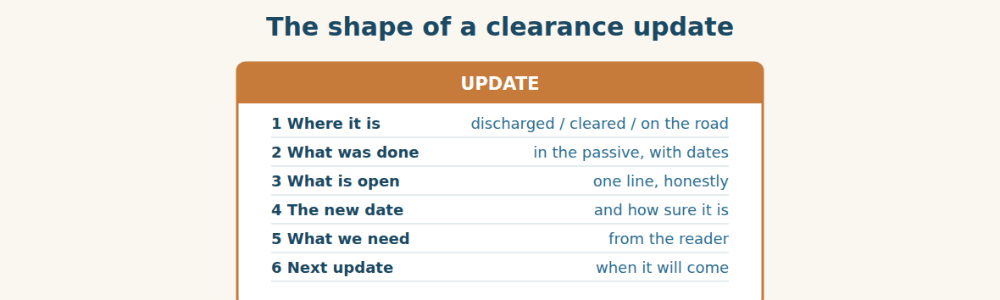 The shape of a clearance update
UPDATE
1 Where it is discharged / cleared / on the road
2 What was done in the passive, with dates
3 What is open one line, honestly
4 The new date and how sure it is
5 What we need from the reader
6 Next update when it will come